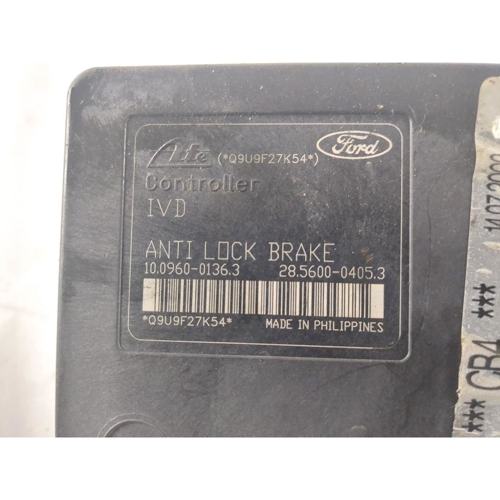 Ate (*Q9U9F27K54*) Ford
Controller
IVD
ANTI LOCK BRAKE
10.0960-0136.3 28.5600-0405.3
*Q9U9F27K54* MADE IN PHILIPPINES
*** CB4 ***